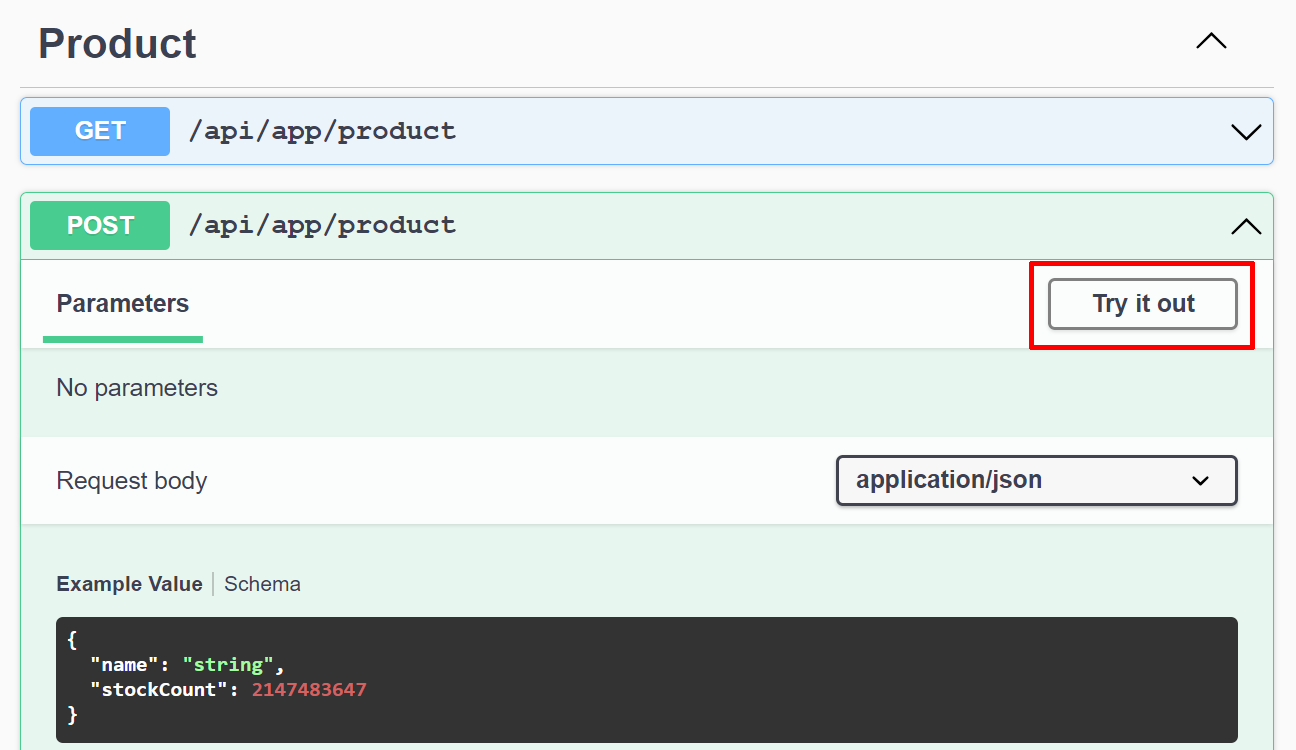 Product
GET /api/app/product
POST /api/app/product
Parameters Try it out
No parameters
Request body application/json
Example Value Schema
{
"name": "string",
"stockCount": 2147483647
}